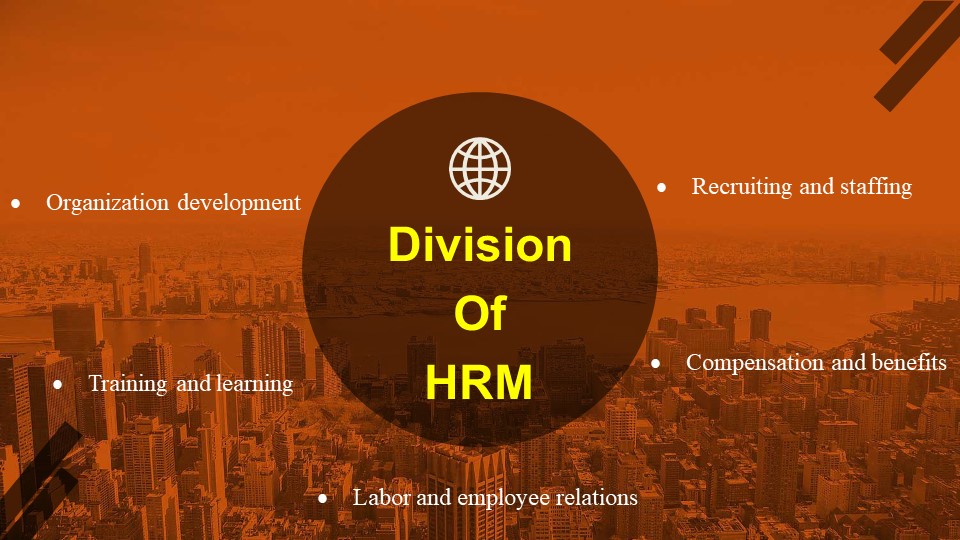 Division
Of
HRM
● Organization development
● Recruiting and staffing
● Training and learning
● Compensation and benefits
● Labor and employee relations